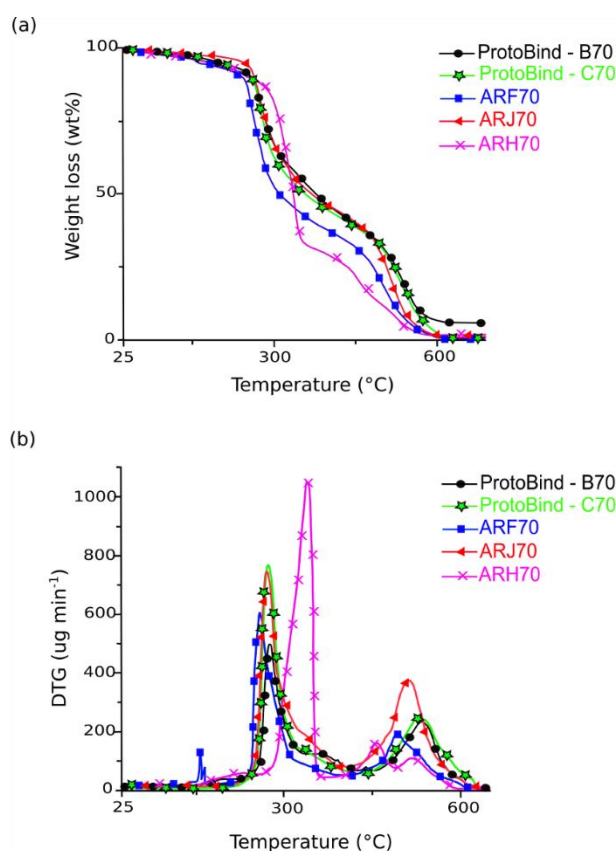 (a)
100
50
0
Weight loss (wt%)
25
300
600
Temperature (°C)
ProtoBind - B70
ProtoBind - C70
ARF70
ARJ70
ARH70
(b)
1000
800
600
400
200
00
DTG (ug min⁻¹)
25
300
600
Temperature (°C)
ProtoBind - B70
ProtoBind - C70
ARF70
ARJ70
ARH70